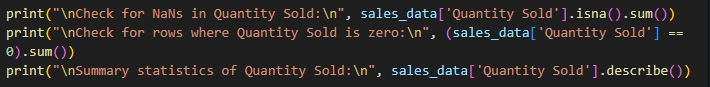 print("\nCheck for NaNs in Quantity Sold:\n", sales_data['Quantity Sold'].isna().sum())
print("\nCheck for rows where Quantity Sold is zero:\n", (sales_data['Quantity Sold'] ==
0).sum())
print("\nSummary statistics of Quantity Sold:\n", sales_data['Quantity Sold'].describe())